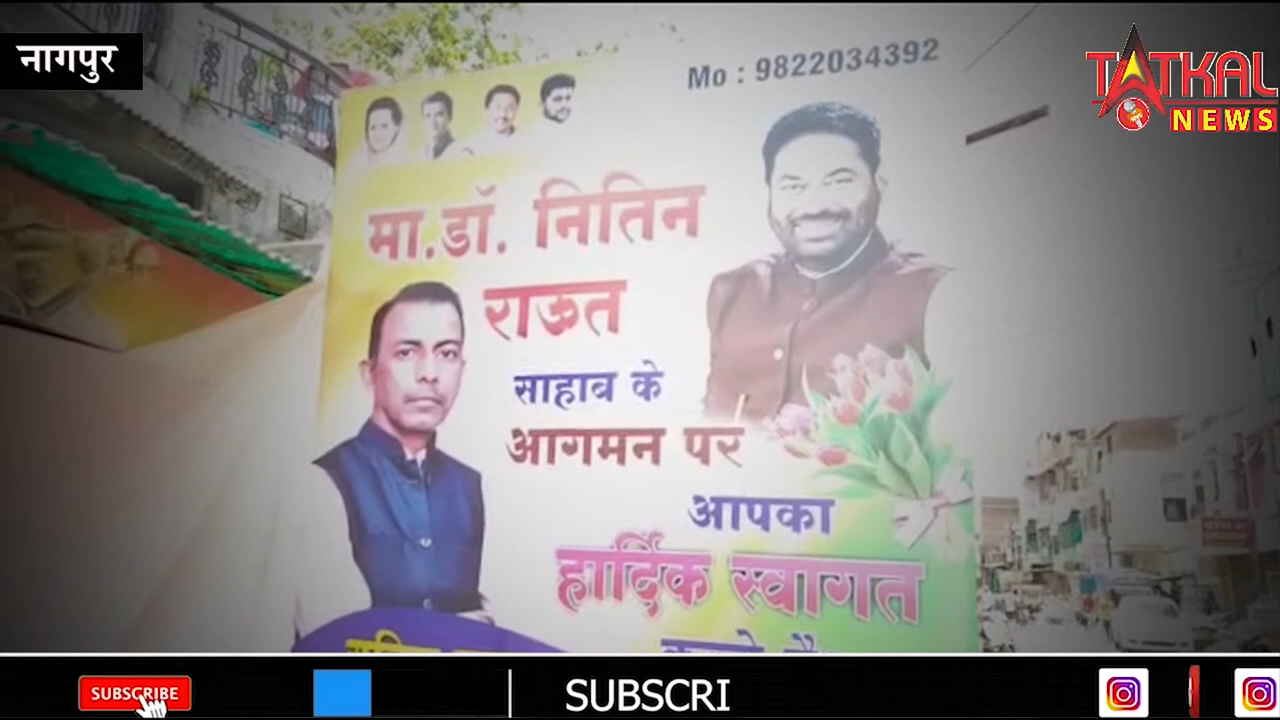 नागपुर
TATKAL
NEWS
Mo : 9822034392
मा.डॉ. नितिन
राऊत
साहाब के
आगमन पर
आपका
हार्दिक स्वागत
SUBSCRIBE
SUBSCRI